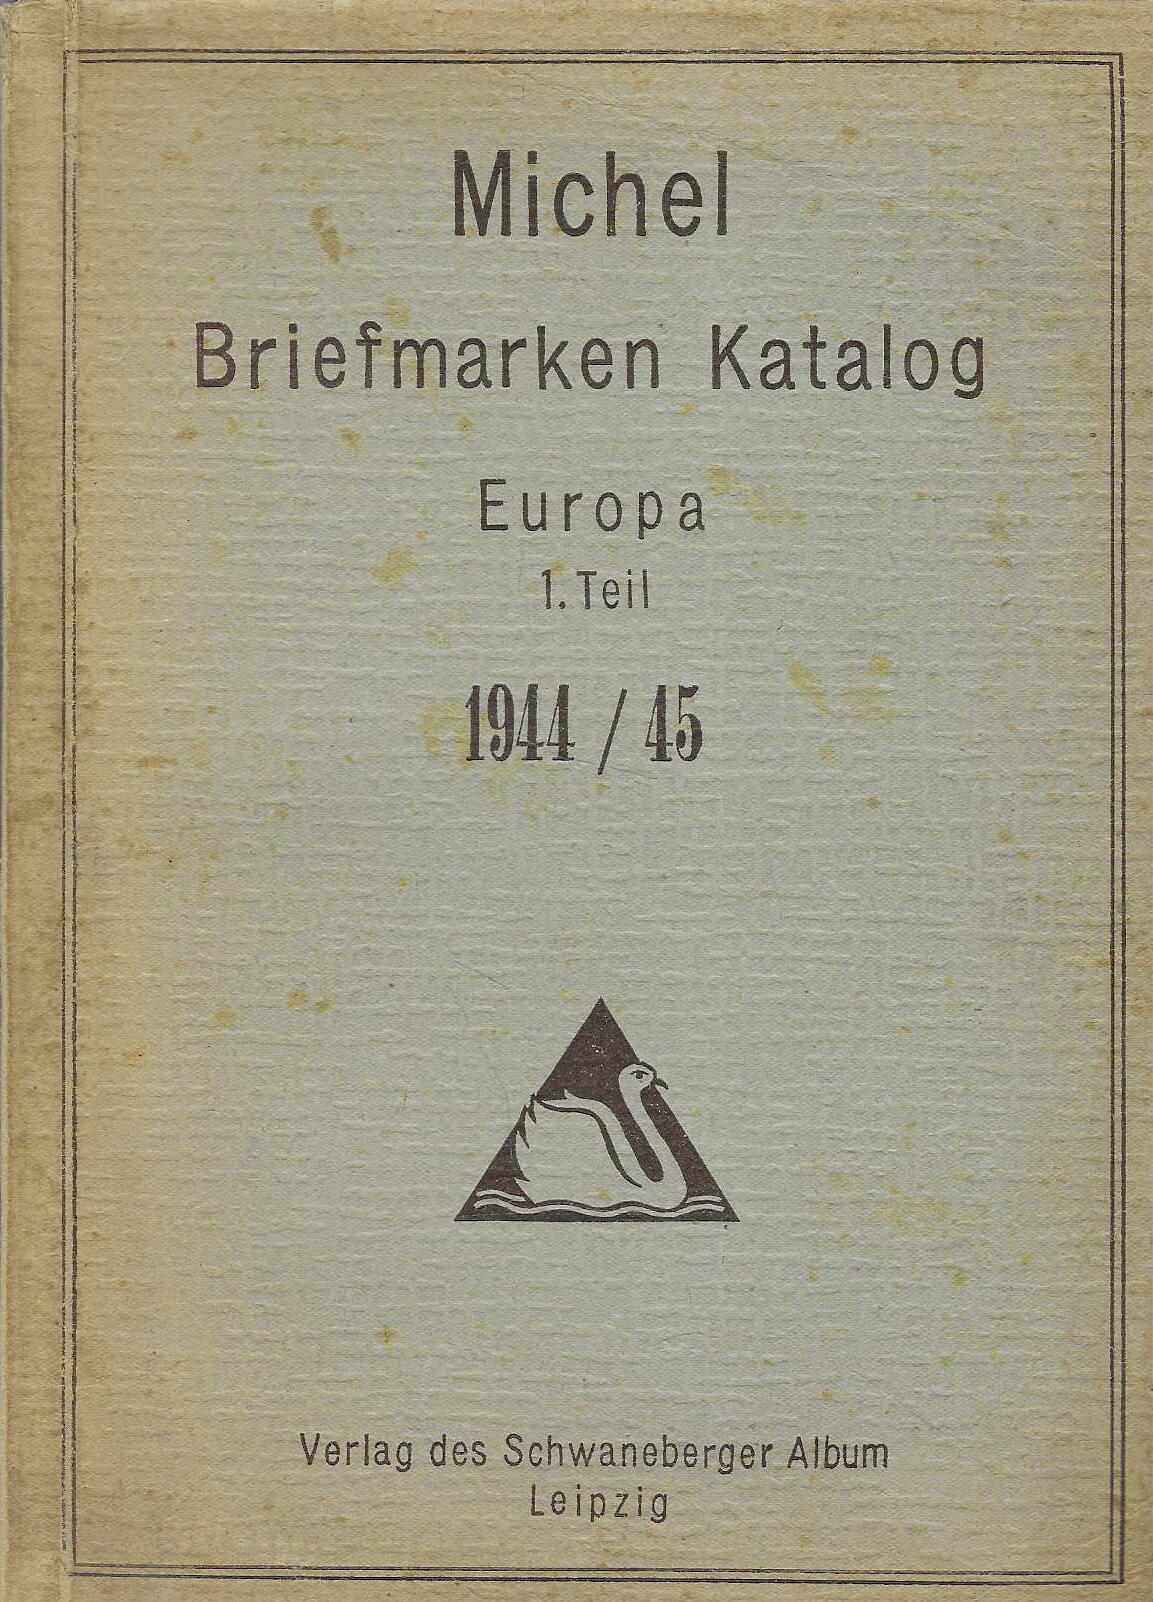 Michel
Briefmarken Katalog
Europa
1. Teil
1944 / 45
Verlag des Schwaneberger Album
Leipzig